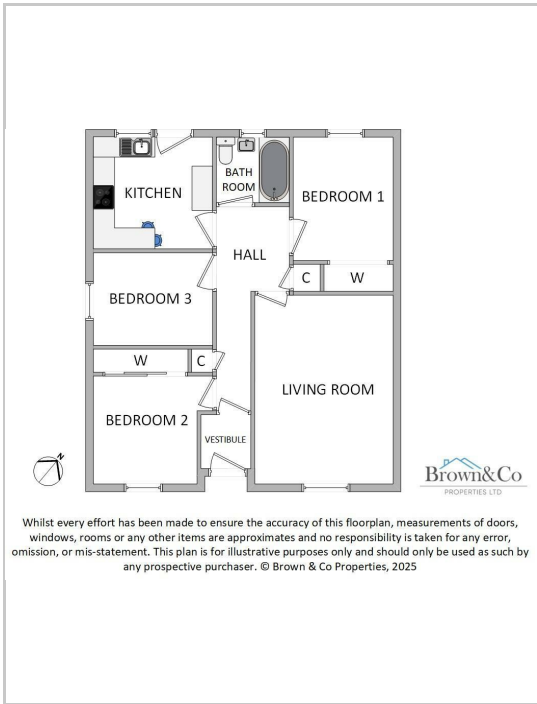 KITCHEN
BATH
ROOM
BEDROOM 1
HALL
C
W
BEDROOM 3
W
C
LIVING ROOM
BEDROOM 2
VESTIBULE
N
Brown&Co
PROPERTIES LTD
Whilst every effort has been made to ensure the accuracy of this floorplan, measurements of doors,
windows, rooms or any other items are approximates and no responsibility is taken for any error,
omission, or mis-statement. This plan is for illustrative purposes only and should only be used as such by
any prospective purchaser. © Brown & Co Properties, 2025